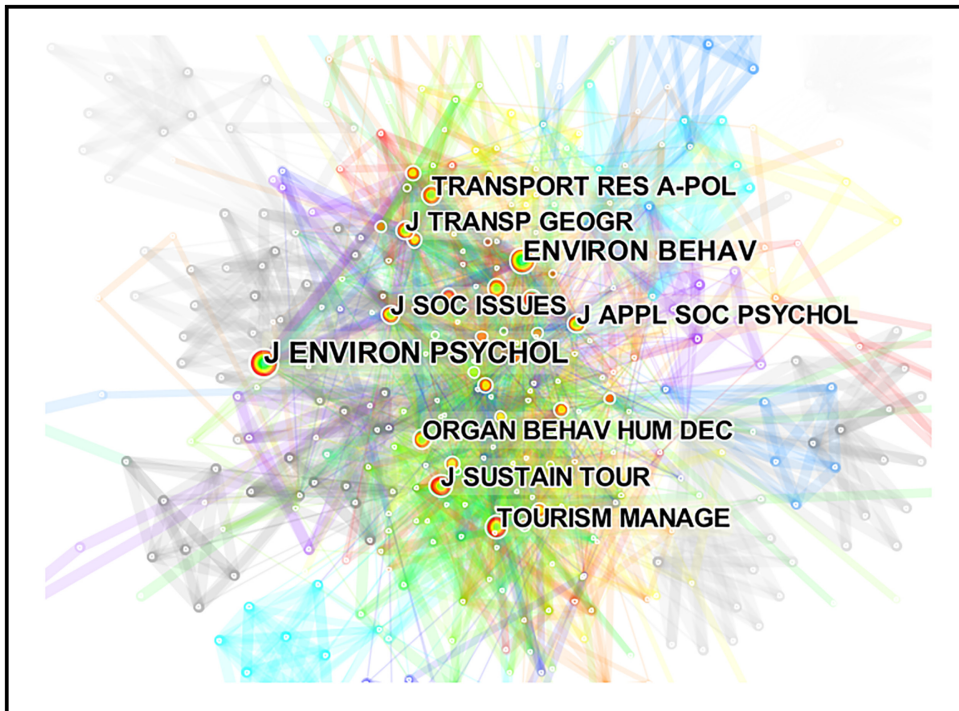 TRANSPORT RES A-POL
J TRANSP GEOGR
ENVIRON BEHAV
J SOC ISSUES
J APPL SOC PSYCHOL
J ENVIRON PSYCHOL
ORGAN BEHAV HUM DEC
J SUSTAIN TOUR
TOURISM MANAGE